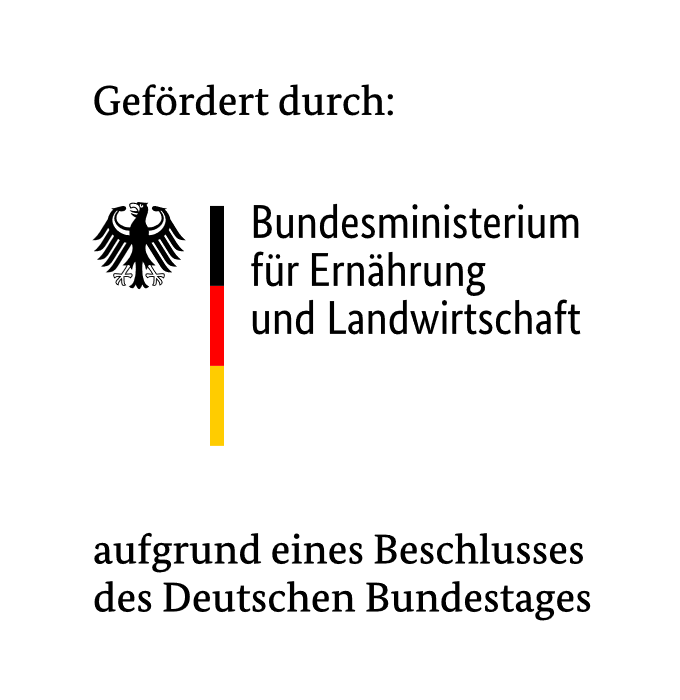 Gefördert durch:
Bundesministerium
für Ernährung
und Landwirtschaft
aufgrund eines Beschlusses
des Deutschen Bundestages